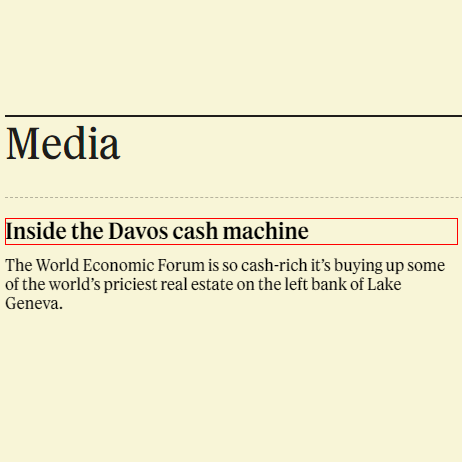 Media
Inside the Davos cash machine
The World Economic Forum is so cash-rich it’s buying up some
of the world’s priciest real estate on the left bank of Lake
Geneva.